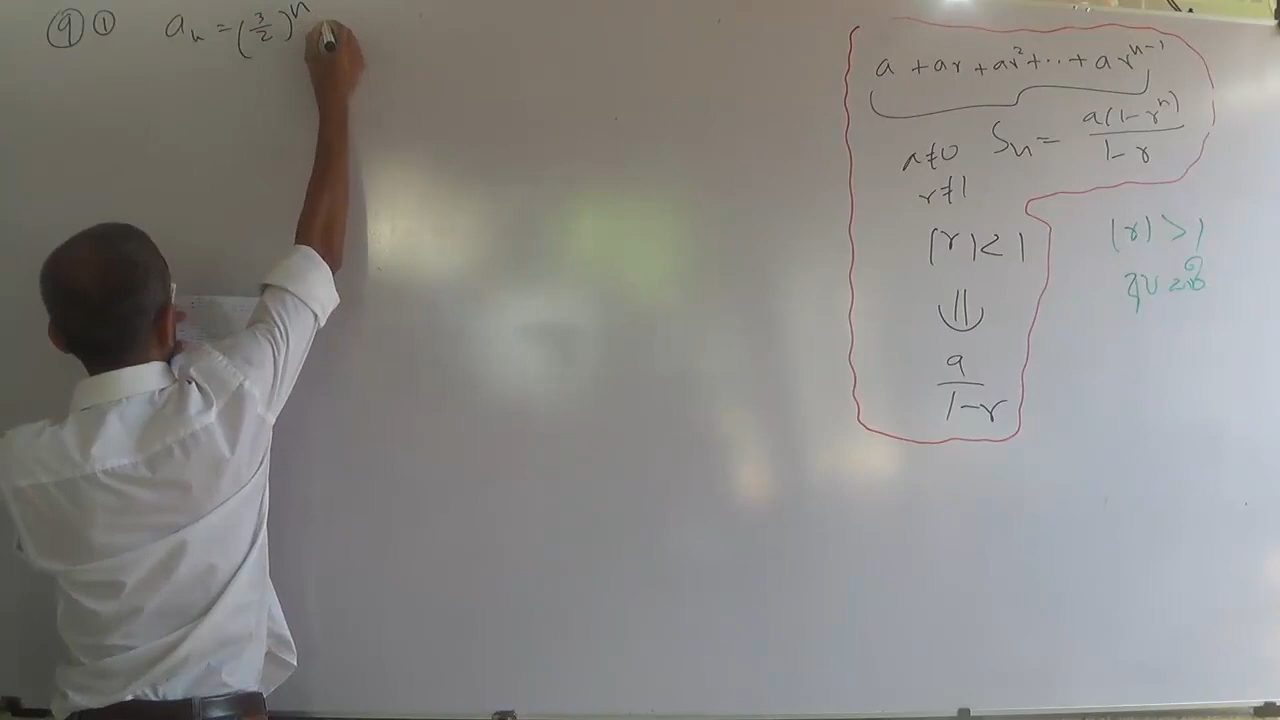 ⑨ ① aₙ = (3/2)ⁿ
a + ar + ar² + ... + arⁿ⁻¹
a≠0 Sₙ = a(1-rⁿ)/(1-r)
r≠1
|r| < 1
⇓
a/(1-r)
|r| > 1